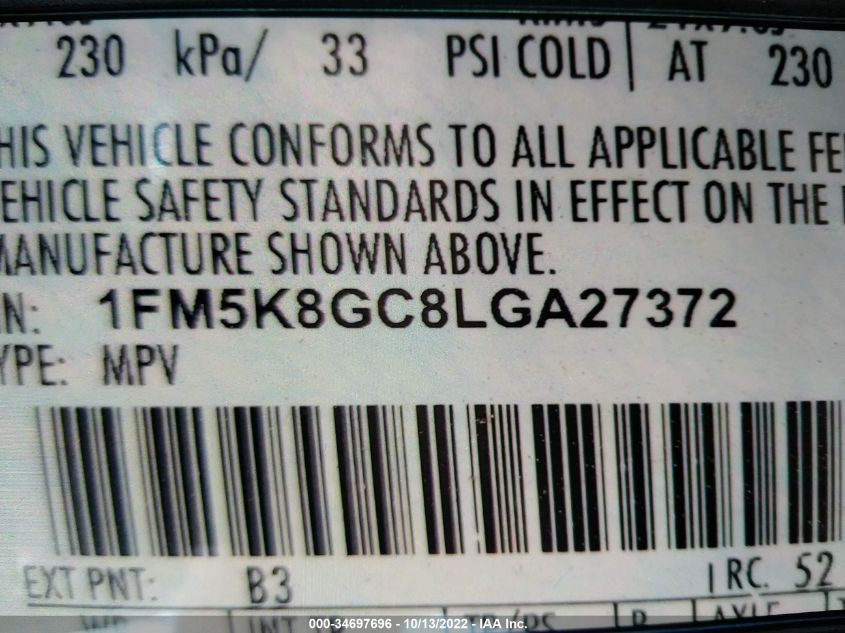 230 kPa/ 33 PSI COLD AT 230
HIS VEHICLE CONFORMS TO ALL APPLICABLE FE
EHICLE SAFETY STANDARDS IN EFFECT ON THE
MANUFACTURE SHOWN ABOVE.
IN: 1FM5K8GC8LGA27372
YPE: MPV
EXT PNT: B3 RC: 52
000-34697696 - 10/13/2022 - IAA Inc.